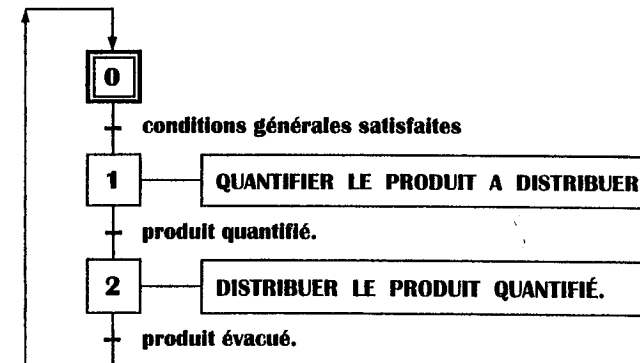 0
conditions générales satisfaites
1 QUANTIFIER LE PRODUIT A DISTRIBUER
produit quantifié.
2 DISTRIBUER LE PRODUIT QUANTIFIÉ.
produit évacué.